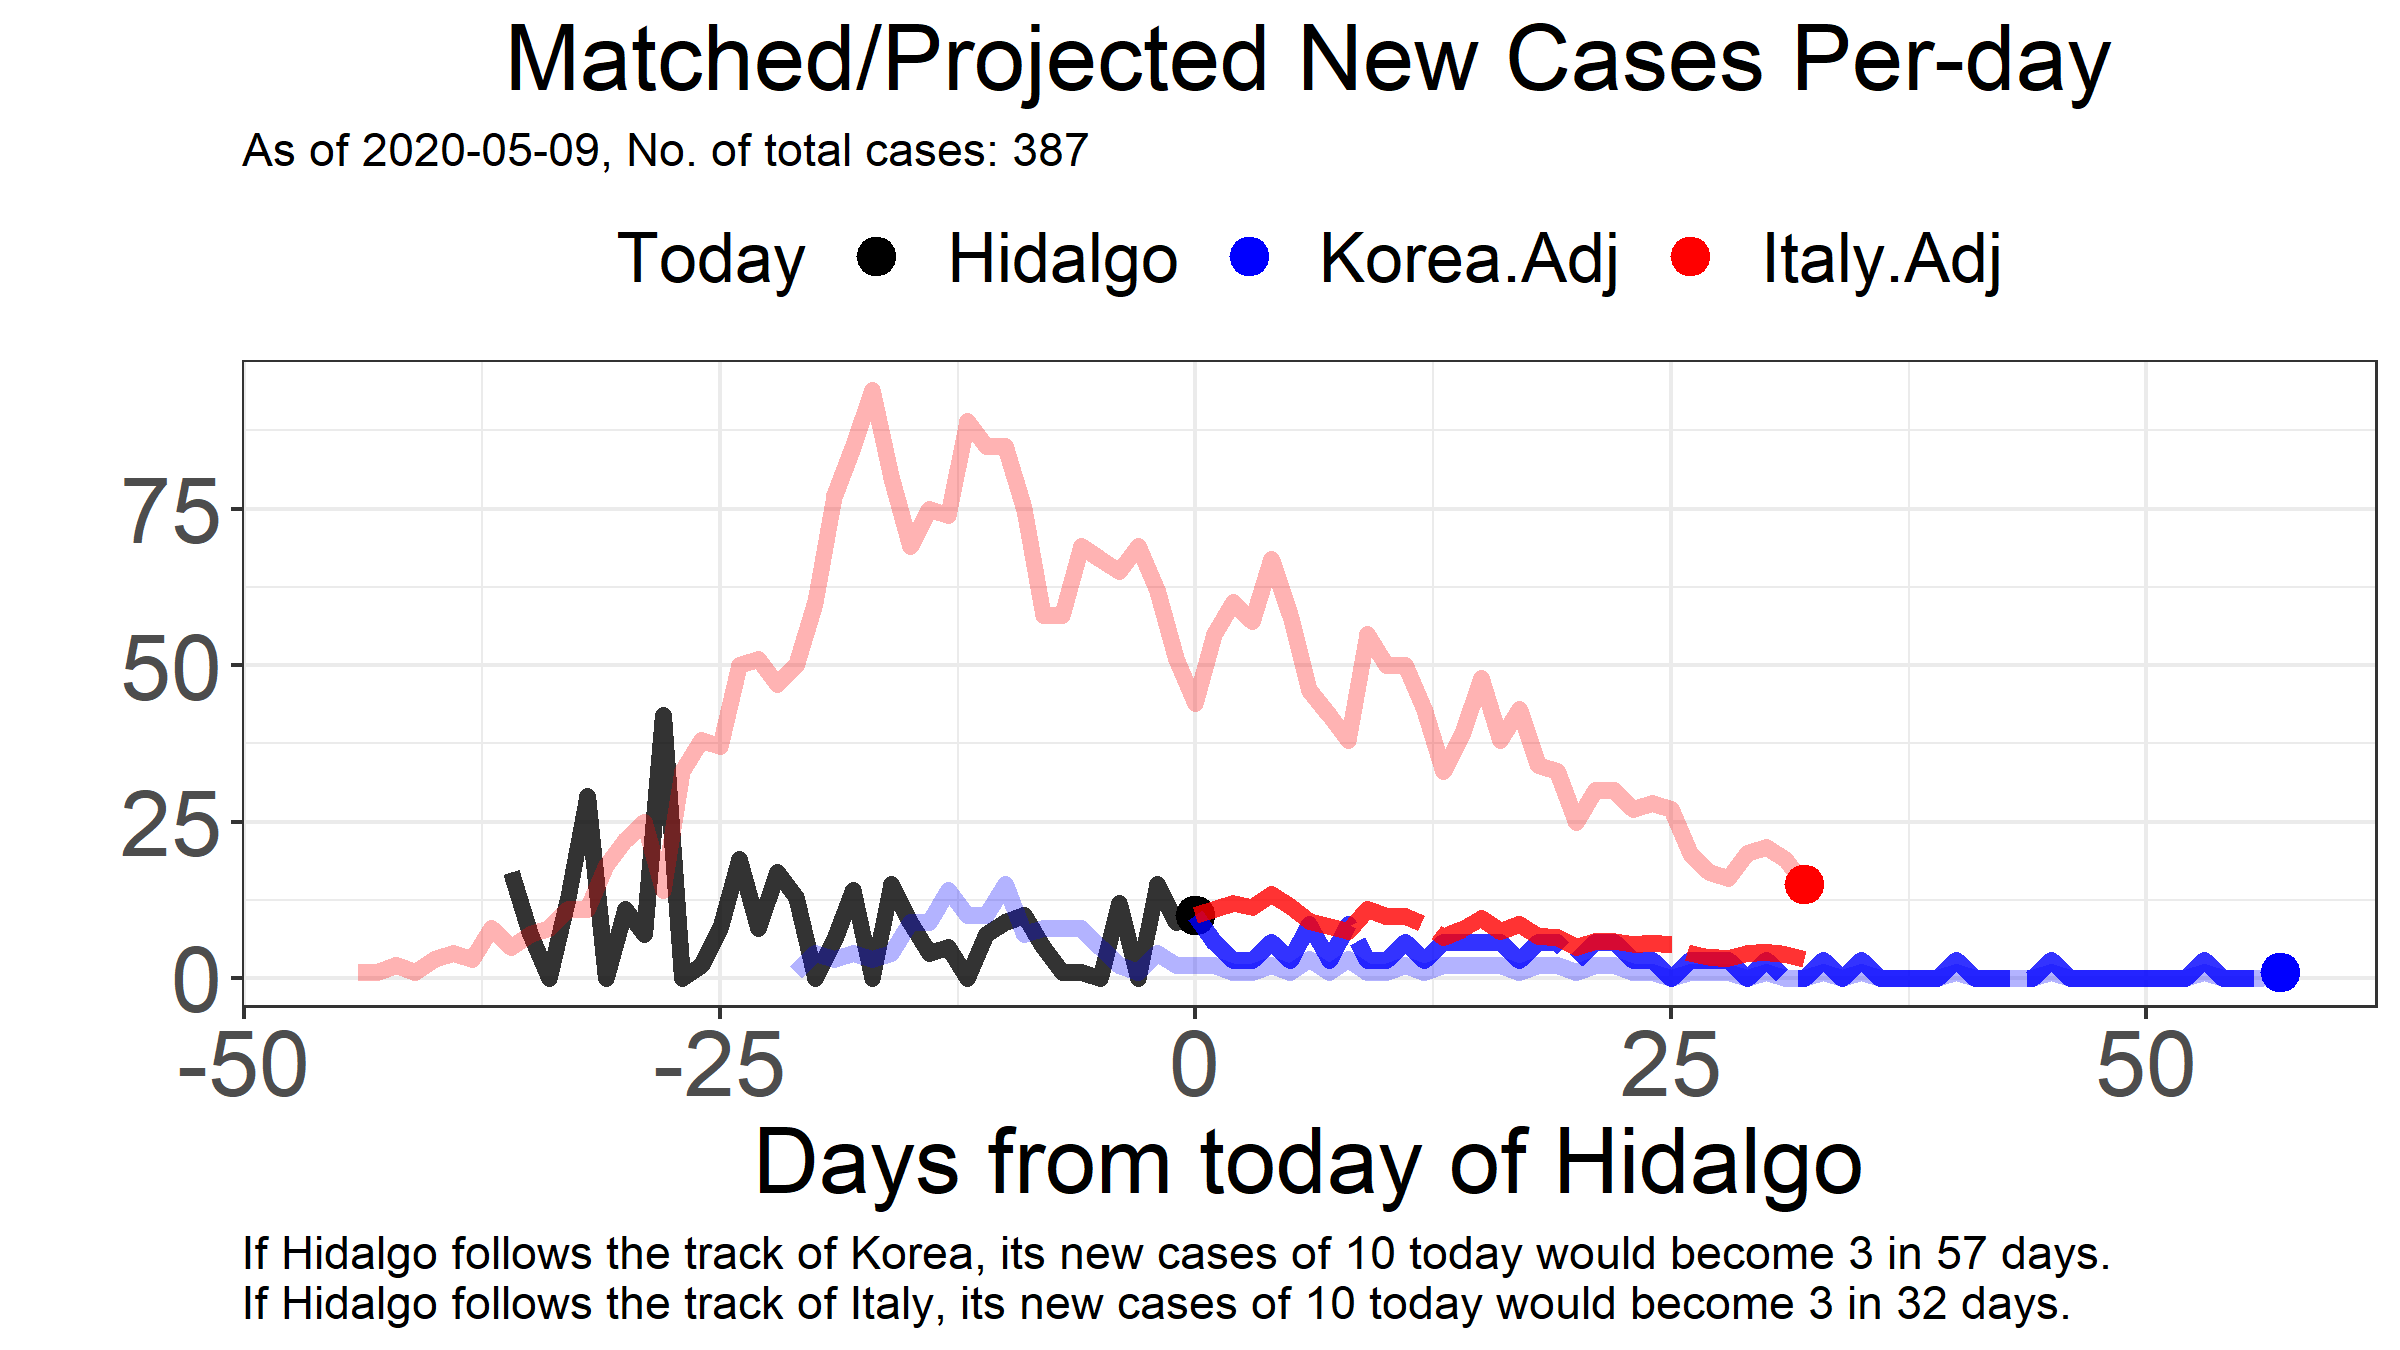 Matched/Projected New Cases Per-day
As of 2020-05-09, No. of total cases: 387
Today Hidalgo Korea.Adj Italy.Adj
75
50
25
0
-50 -25 0 25 50
Days from today of Hidalgo
If Hidalgo follows the track of Korea, its new cases of 10 today would become 3 in 57 days.
If Hidalgo follows the track of Italy, its new cases of 10 today would become 3 in 32 days.